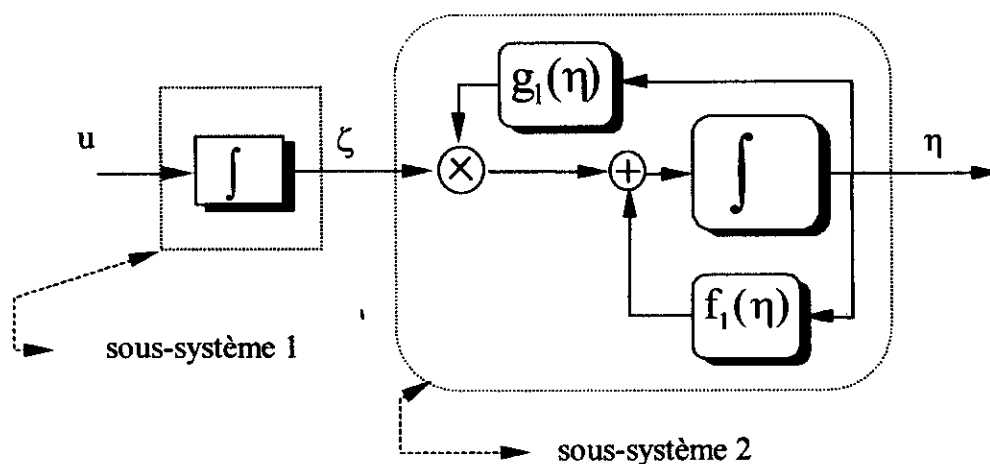 g₁(η)
u
∫
ζ
×
+
∫
η
f₁(η)
sous-système 1
sous-système 2